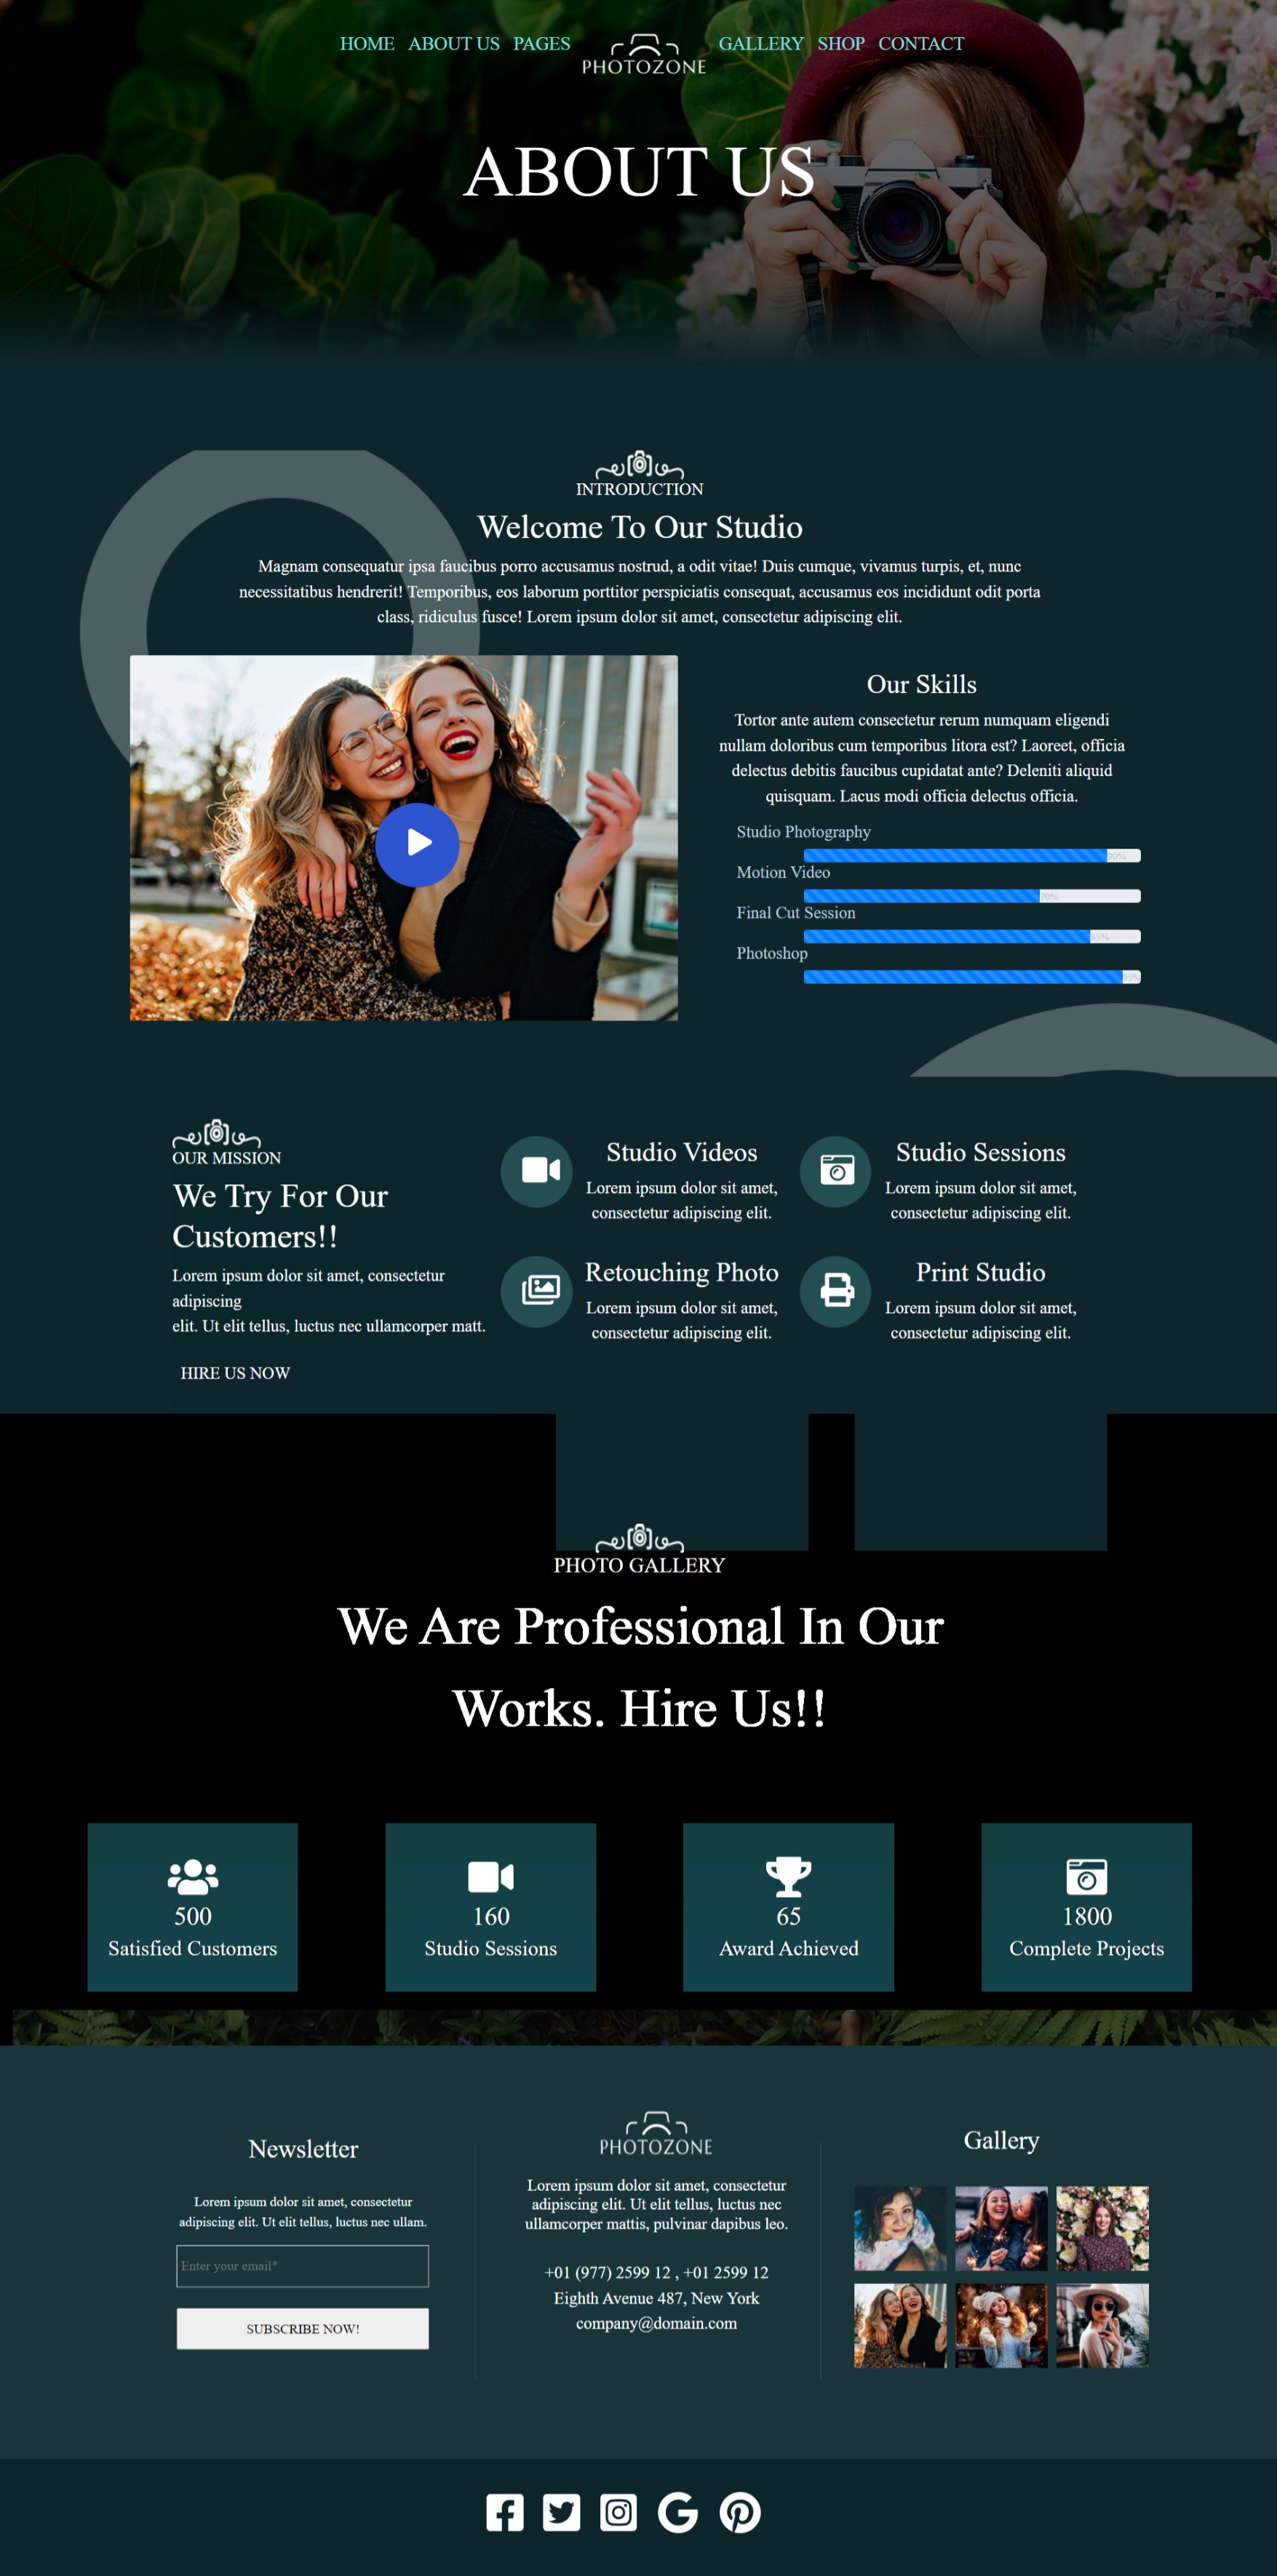 HOME ABOUT US PAGES PHOTOZONE GALLERY SHOP CONTACT
ABOUT US
INTRODUCTION
Welcome To Our Studio
Magnam consequatur ipsa faucibus porro accusamus nostrud, a odit vitae! Duis cumque, vivamus turpis, et, nunc
necessitatibus hendrerit! Temporibus, eos laborum porttitor perspiciatis consequat, accusamus eos incididunt odit porta
class, ridiculus fusce! Lorem ipsum dolor sit amet, consectetur adipiscing elit.
Our Skills
Tortor ante autem consectetur rerum numquam eligendi
nullam doloribus cum temporibus litora est? Laoreet, officia
delectus debitis faucibus cupidatat ante? Deleniti aliquid
quisquam. Lacus modi officia delectus officia.
Studio Photography
90%
Motion Video
70%
Final Cut Session
85%
Photoshop
95%
OUR MISSION
We Try For Our
Customers!!
Lorem ipsum dolor sit amet, consectetur
adipiscing
elit. Ut elit tellus, luctus nec ullamcorper matt.
HIRE US NOW
Studio Videos
Lorem ipsum dolor sit amet,
consectetur adipiscing elit.
Studio Sessions
Lorem ipsum dolor sit amet,
consectetur adipiscing elit.
Retouching Photo
Lorem ipsum dolor sit amet,
consectetur adipiscing elit.
Print Studio
Lorem ipsum dolor sit amet,
consectetur adipiscing elit.
PHOTO GALLERY
We Are Professional In Our
Works. Hire Us!!
500
Satisfied Customers
160
Studio Sessions
65
Award Achieved
1800
Complete Projects
Newsletter
Lorem ipsum dolor sit amet, consectetur
adipiscing elit. Ut elit tellus, luctus nec ullam.
Enter your email*
SUBSCRIBE NOW!
PHOTOZONE
Lorem ipsum dolor sit amet, consectetur
adipiscing elit. Ut elit tellus, luctus nec
ullamcorper mattis, pulvinar dapibus leo.
+01 (977) 2599 12 , +01 2599 12
Eighth Avenue 487, New York
company@domain.com
Gallery